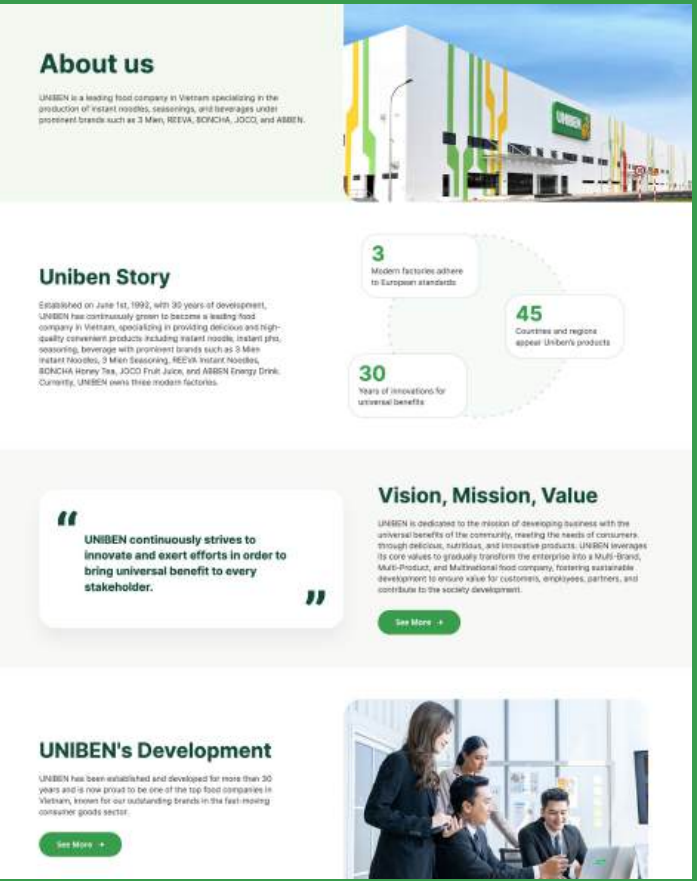 About us
UNIBEN is a leading food company in Vietnam specializing in the
production of instant noodles, seasonings, and beverages under
prominent brands such as 3 Mien, REEVA, BONCHA, JOCO, and ABBEN.
UNIBEN
Uniben Story
Established on June 1st, 1992, with 30 years of development,
UNIBEN has continuously grown to become a leading food
company in Vietnam, specializing in providing delicious and high-
quality convenient products including instant noodle, instant pho,
seasoning, beverage with prominent brands such as 3 Mien
Instant Noodles, 3 Mien Seasoning, REEVA Instant Noodles,
BONCHA Honey Tea, JOCO Fruit Juice, and ABBEN Energy Drink.
Currently, UNIBEN owns three modern factories.
3
Modern factories adhere
to European standards
45
Countries and regions
appear Uniben's products
30
Years of innovations for
universal benefits
“
UNIBEN continuously strives to
innovate and exert efforts in order to
bring universal benefit to every
stakeholder.
”
Vision, Mission, Value
UNIBEN is dedicated to the mission of developing business with the
universal benefits of the community, meeting the needs of consumers
through delicious, nutritious, and innovative products. UNIBEN leverages
its core values to gradually transform the enterprise into a Multi-Brand,
Multi-Product, and Multinational food company, fostering sustainable
development to ensure value for customers, employees, partners, and
contribute to the society development.
See More →
UNIBEN's Development
UNIBEN has been established and developed for more than 30
years and is now proud to be one of the top food companies in
Vietnam, known for our outstanding brands in the fast-moving
consumer goods sector.
See More →